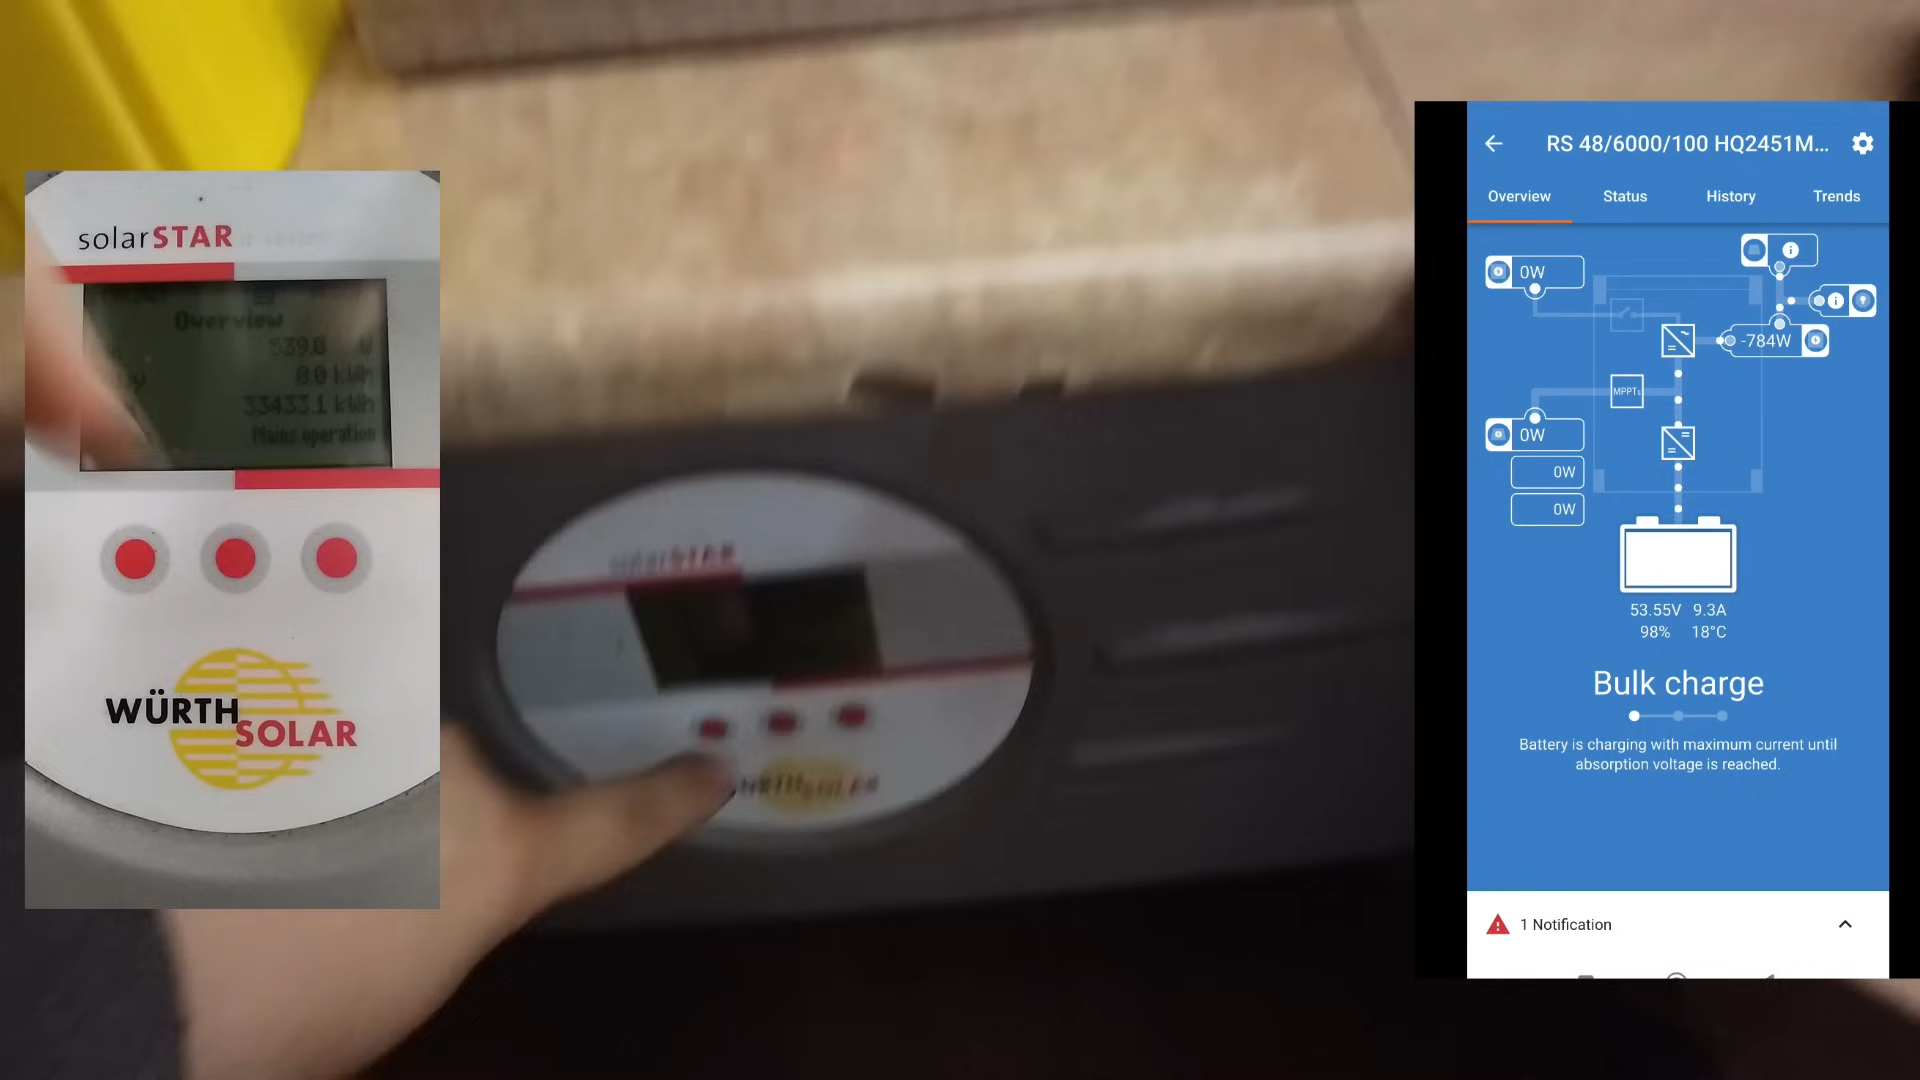 solarSTAR
Overview
539.0 W
0.0 kWh
33433.1 kWh
Mains operation
WÜRTH
SOLAR
solarSTAR
RS 48/6000/100 HQ2451M...
Overview Status History Trends
0W
-784W
MPPTs
0W
0W
0W
53.55V 9.3A
98% 18°C
Bulk charge
Battery is charging with maximum current until
absorption voltage is reached.
1 Notification